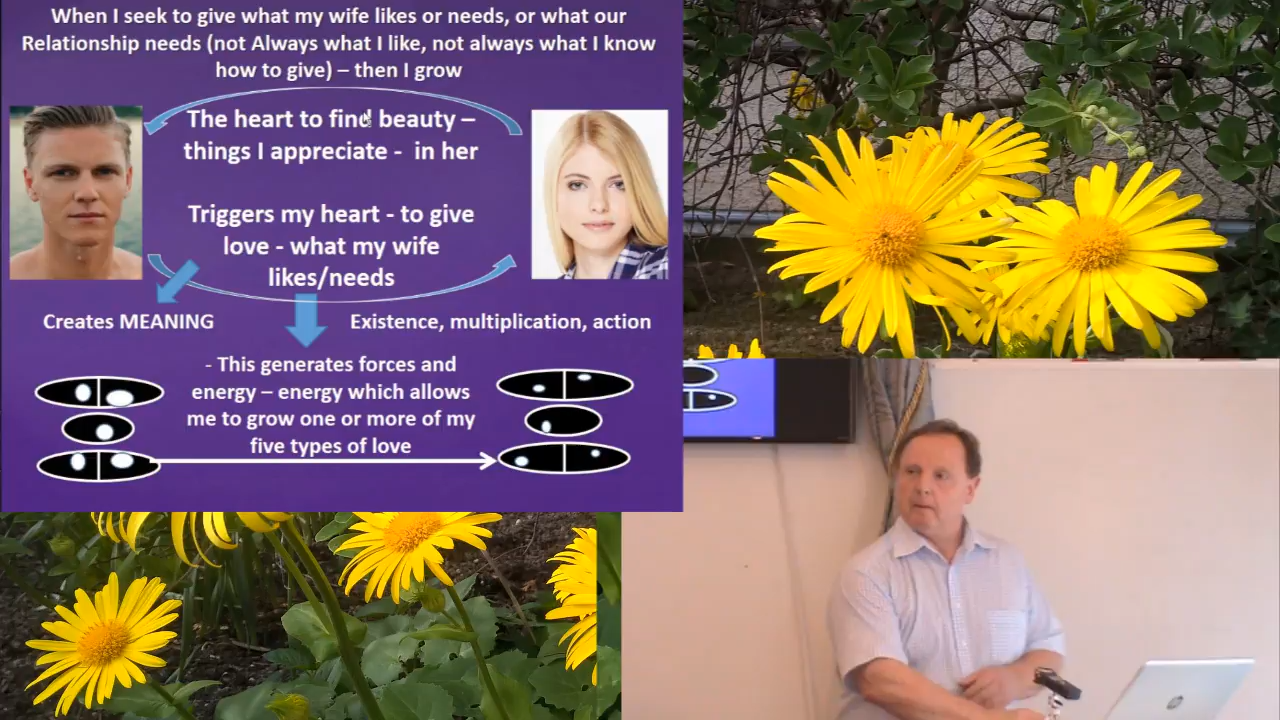 When I seek to give what my wife likes or needs, or what our
Relationship needs (not Always what I like, not always what I know
how to give) – then I grow
The heart to find beauty –
things I appreciate - in her
Triggers my heart - to give
love - what my wife
likes/needs
Creates MEANING
Existence, multiplication, action
- This generates forces and
energy – energy which allows
me to grow one or more of my
five types of love